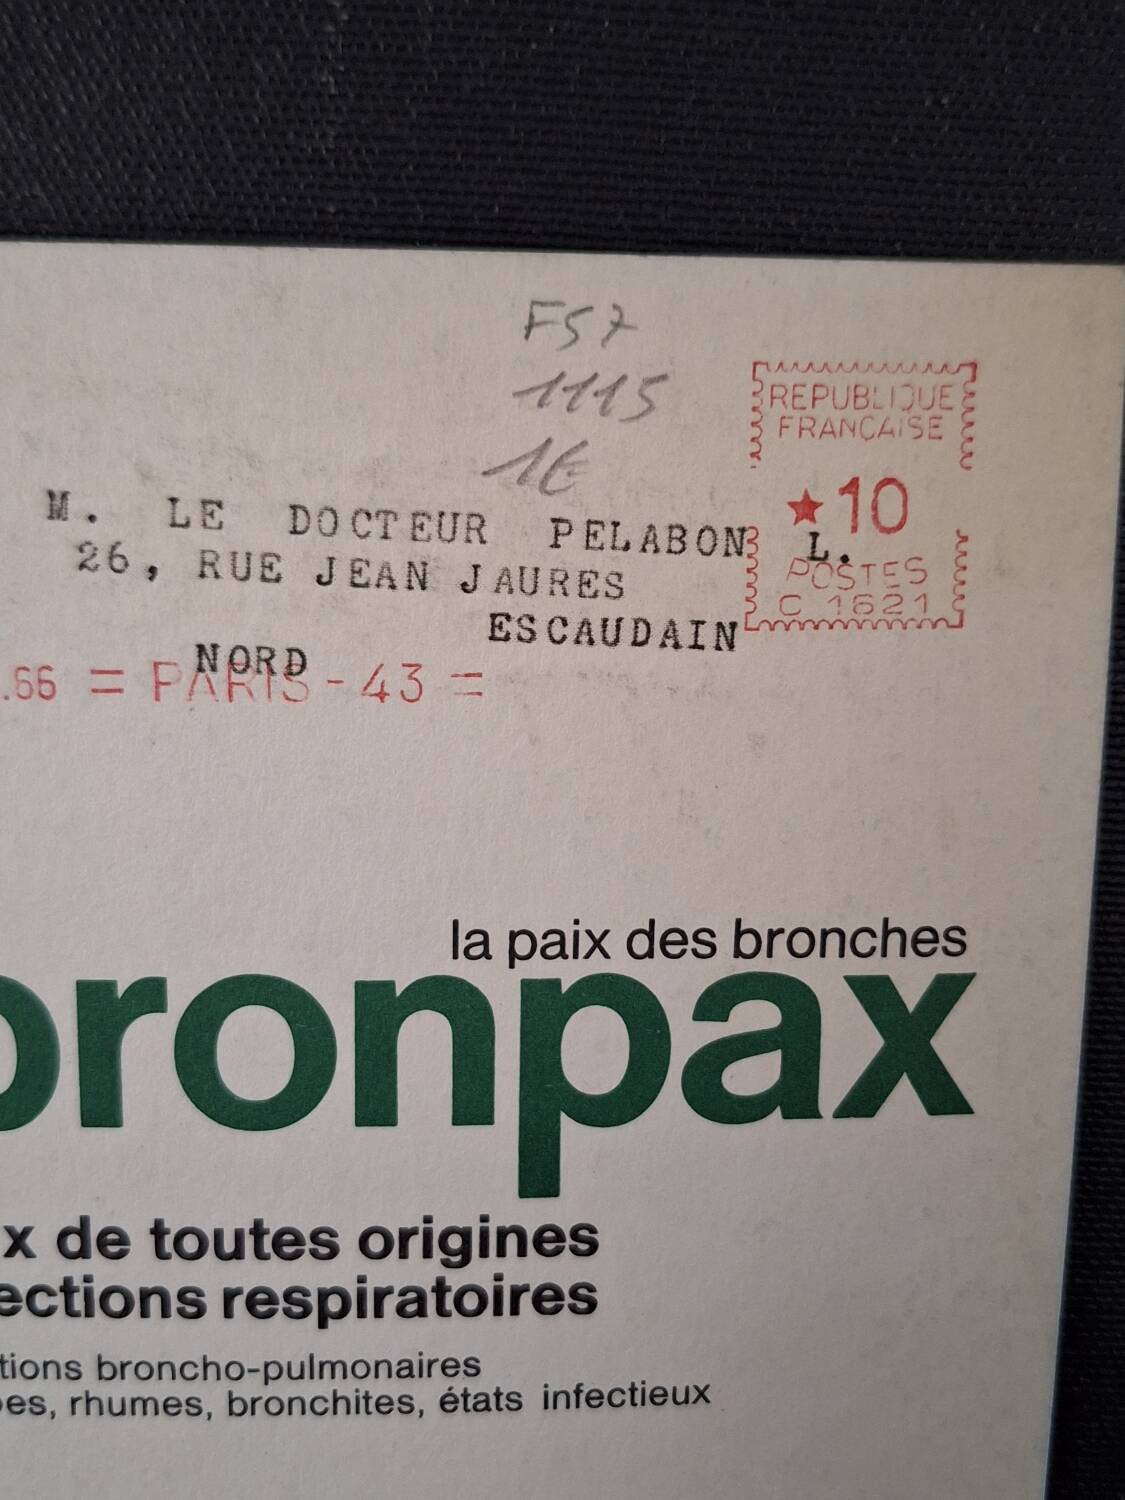 F57
1115
1€
REPUBLIQUE
FRANÇAISE
★10
POSTES
C 1621
M. LE DOCTEUR PELABON L.
26, RUE JEAN JAURES
ESCAUDAIN
NORD
.66 = PARIS - 43 =
la paix des bronches
bronpax
x de toutes origines
ections respiratoires
tions broncho-pulmonaires
es, rhumes, bronchites, états infectieux